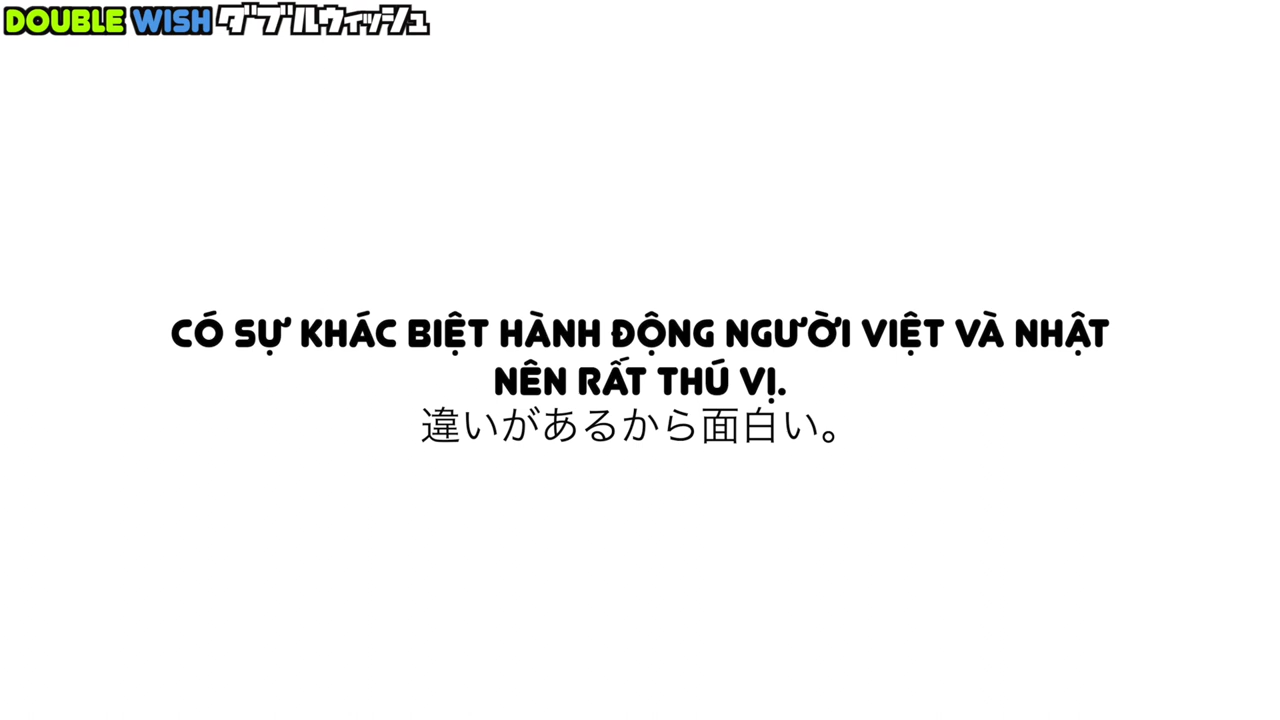 DOUBLE WISH ダブルウィッシュ
CÓ SỰ KHÁC BIỆT HÀNH ĐỘNG NGƯỜI VIỆT VÀ NHẬT
NÊN RẤT THÚ VỊ.
違いがあるから面白い。